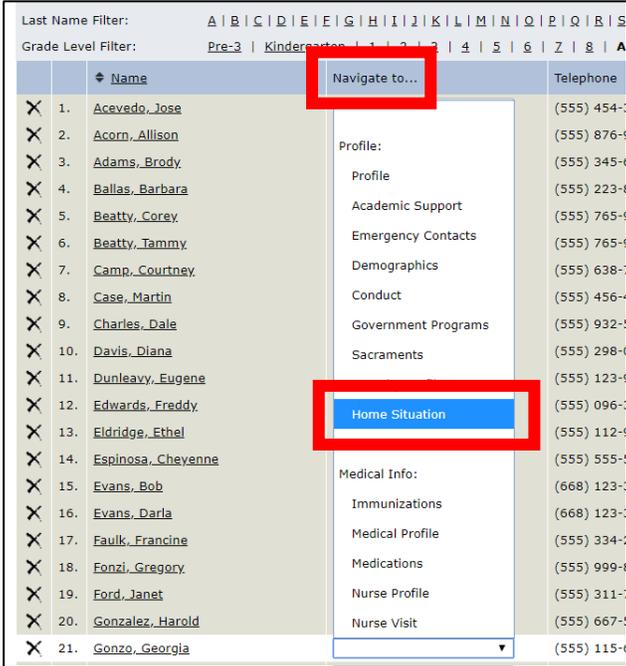 Last Name Filter: A | B | C | D | E | F | G | H | I | J | K | L | M | N | O | P | Q | R | S
Grade Level Filter: Pre-3 | Kindergarten | 1 | 2 | 3 | 4 | 5 | 6 | 7 | 8 | A
Name Navigate to... Telephone
1. Acevedo, Jose (555) 454-
2. Acorn, Allison (555) 876-
3. Adams, Brody (555) 345-
4. Ballas, Barbara (555) 223-
5. Beatty, Corey (555) 765-
6. Beatty, Tammy (555) 765-
7. Camp, Courtney (555) 638-
8. Case, Martin (555) 456-
9. Charles, Dale (555) 932-
10. Davis, Diana (555) 298-
11. Dunleavy, Eugene (555) 123-
12. Edwards, Freddy (555) 096-
13. Eldridge, Ethel (555) 112-
14. Espinosa, Cheyenne (555) 555-
15. Evans, Bob (668) 123-
16. Evans, Darla (668) 123-
17. Faulk, Francine (555) 334-
18. Fonzi, Gregory (555) 999-
19. Ford, Janet (555) 311-
20. Gonzalez, Harold (555) 667-
21. Gonzo, Georgia (555) 115-
Profile:
Profile
Academic Support
Emergency Contacts
Demographics
Conduct
Government Programs
Sacraments
Home Situation
Medical Info:
Immunizations
Medical Profile
Medications
Nurse Profile
Nurse Visit